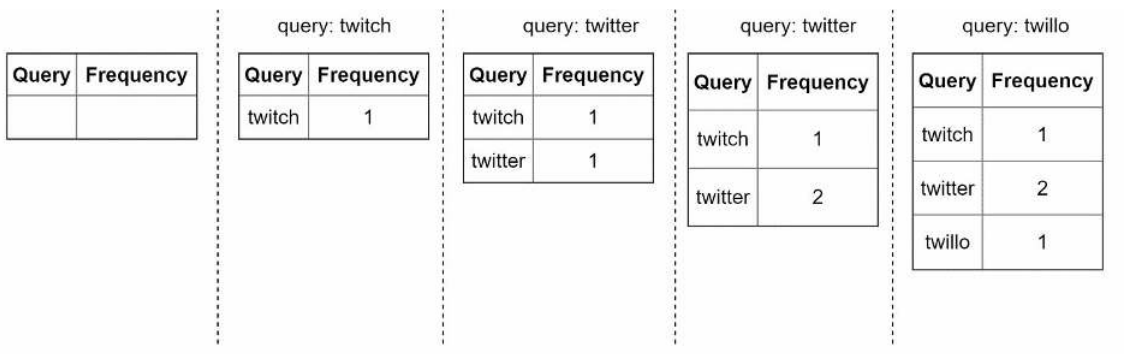 query: twitch
query: twitter
query: twitter
query: twillo
Query Frequency
Query Frequency
twitch 1
Query Frequency
twitch 1
twitter 1
Query Frequency
twitch 1
twitter 2
Query Frequency
twitch 1
twitter 2
twillo 1